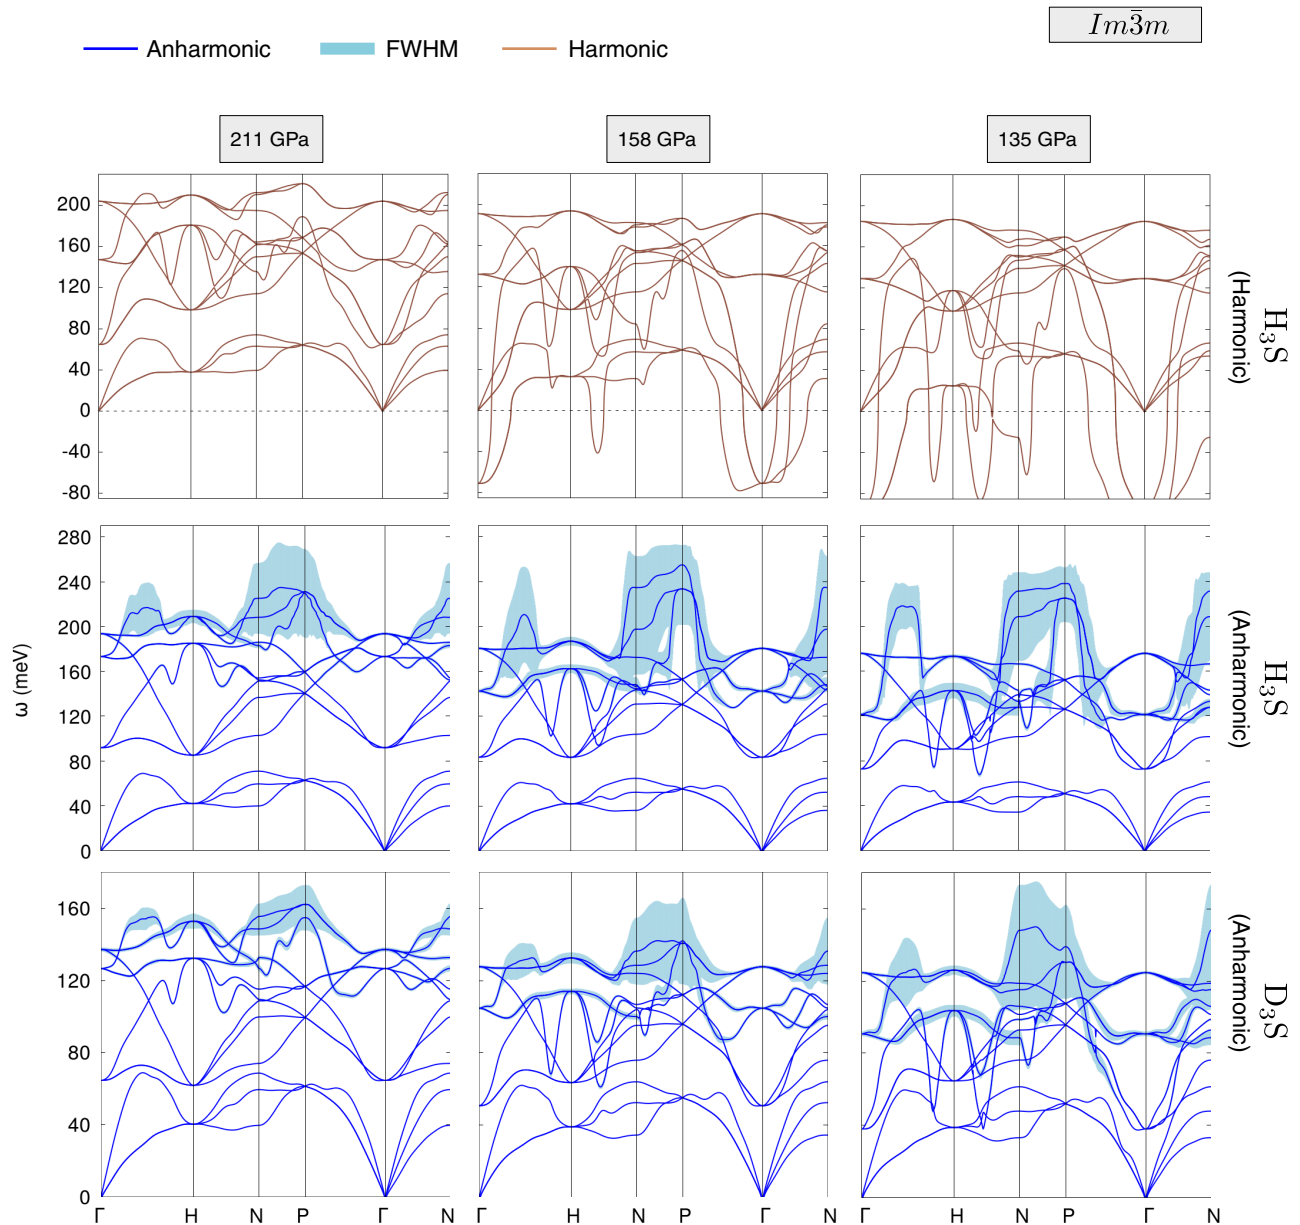 Im3̄m
Anharmonic FWHM Harmonic
211 GPa 158 GPa 135 GPa
200
160
120
80
40
0
-40
-80
H₃S
(Harmonic)
280
240
200
160
120
80
40
0
ω (meV)
H₃S
(Anharmonic)
160
120
80
40
0
D₃S
(Anharmonic)
Γ H N P Γ N Γ H N P Γ N Γ H N P Γ N